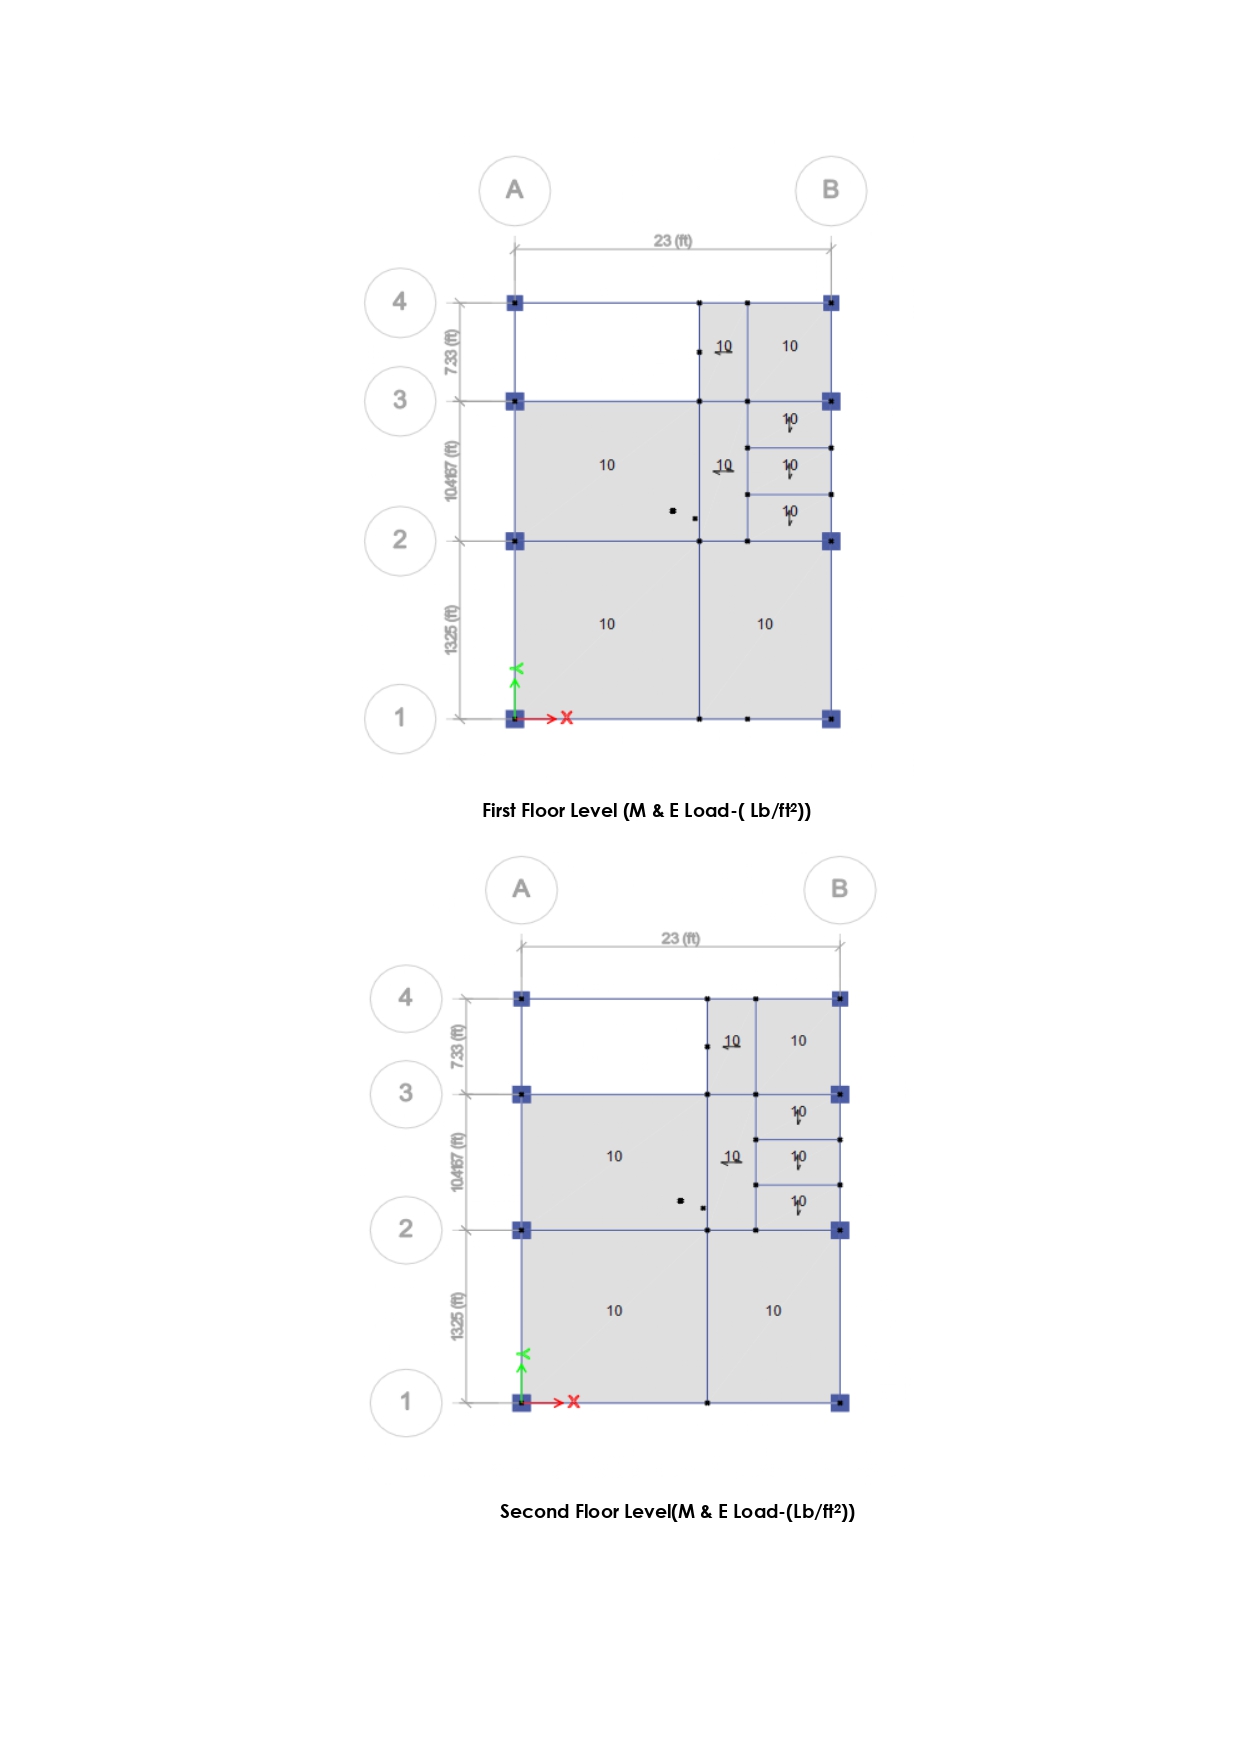 A B
23 (ft)
4
7.33 (ft)
10 10
3
10
10.4167 (ft)
10 10 10
10
2
13.25 (ft)
10 10
Y
X
1
First Floor Level (M & E Load-( Lb/ft²))
A B
23 (ft)
4
7.33 (ft)
10 10
3
10
10.4167 (ft)
10 10 10
10
2
13.25 (ft)
10 10
Y
X
1
Second Floor Level(M & E Load-(Lb/ft²))